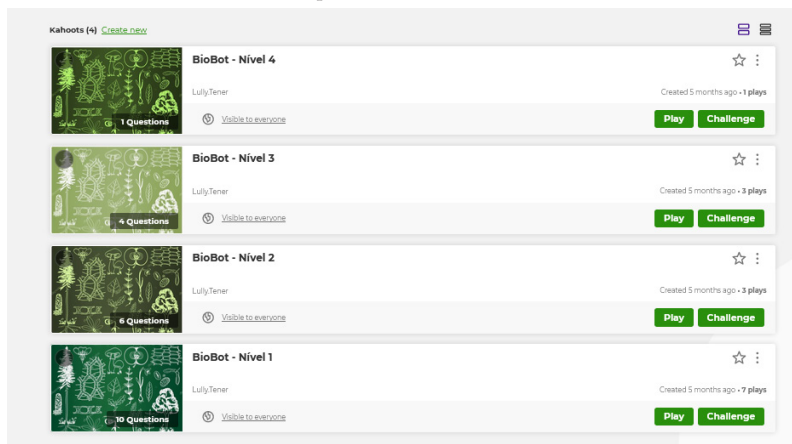 Kahoots (4) Create new
BioBot - Nível 4
Lully.Tener
Created 5 months ago • 1 plays
1 Questions
Visible to everyone
Play Challenge
BioBot - Nível 3
Lully.Tener
Created 5 months ago • 3 plays
4 Questions
Visible to everyone
Play Challenge
BioBot - Nível 2
Lully.Tener
Created 5 months ago • 3 plays
6 Questions
Visible to everyone
Play Challenge
BioBot - Nível 1
Lully.Tener
Created 5 months ago • 7 plays
10 Questions
Visible to everyone
Play Challenge